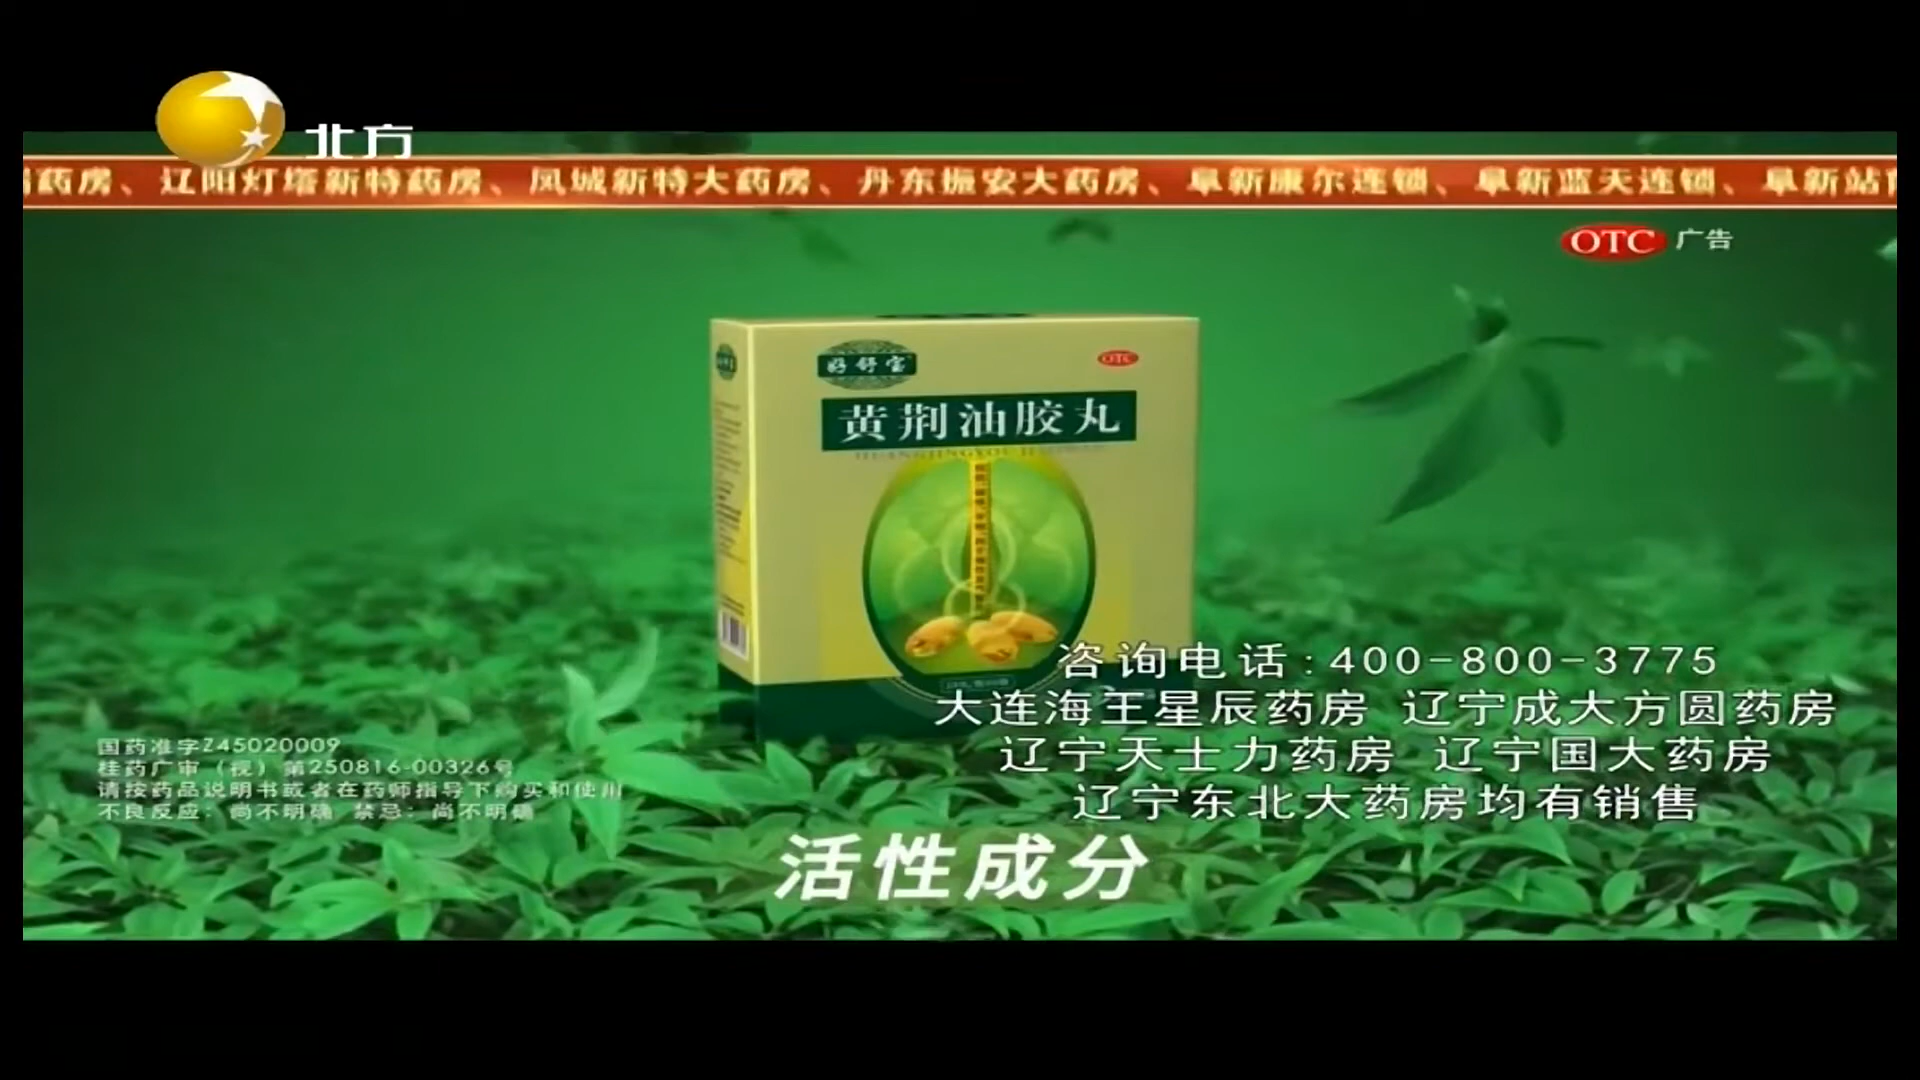 北方
药房、辽阳灯塔新特药房、凤城新特大药房、丹东振安大药房、阜新康尔连锁、阜新蓝天连锁、阜新站
OTC 广告
好舒宝
OTC
黄荆油胶丸
HUANGJINGYOU JIAOWAN
咨询电话:400-800-3775
大连海王星辰药房 辽宁成大方圆药房
辽宁天士力药房 辽宁国大药房
辽宁东北大药房均有销售
国药准字Z45020009
桂药广审（视）第250816-00326号
请按药品说明书或者在药师指导下购买和使用
不良反应：尚不明确 禁忌：尚不明确
活性成分